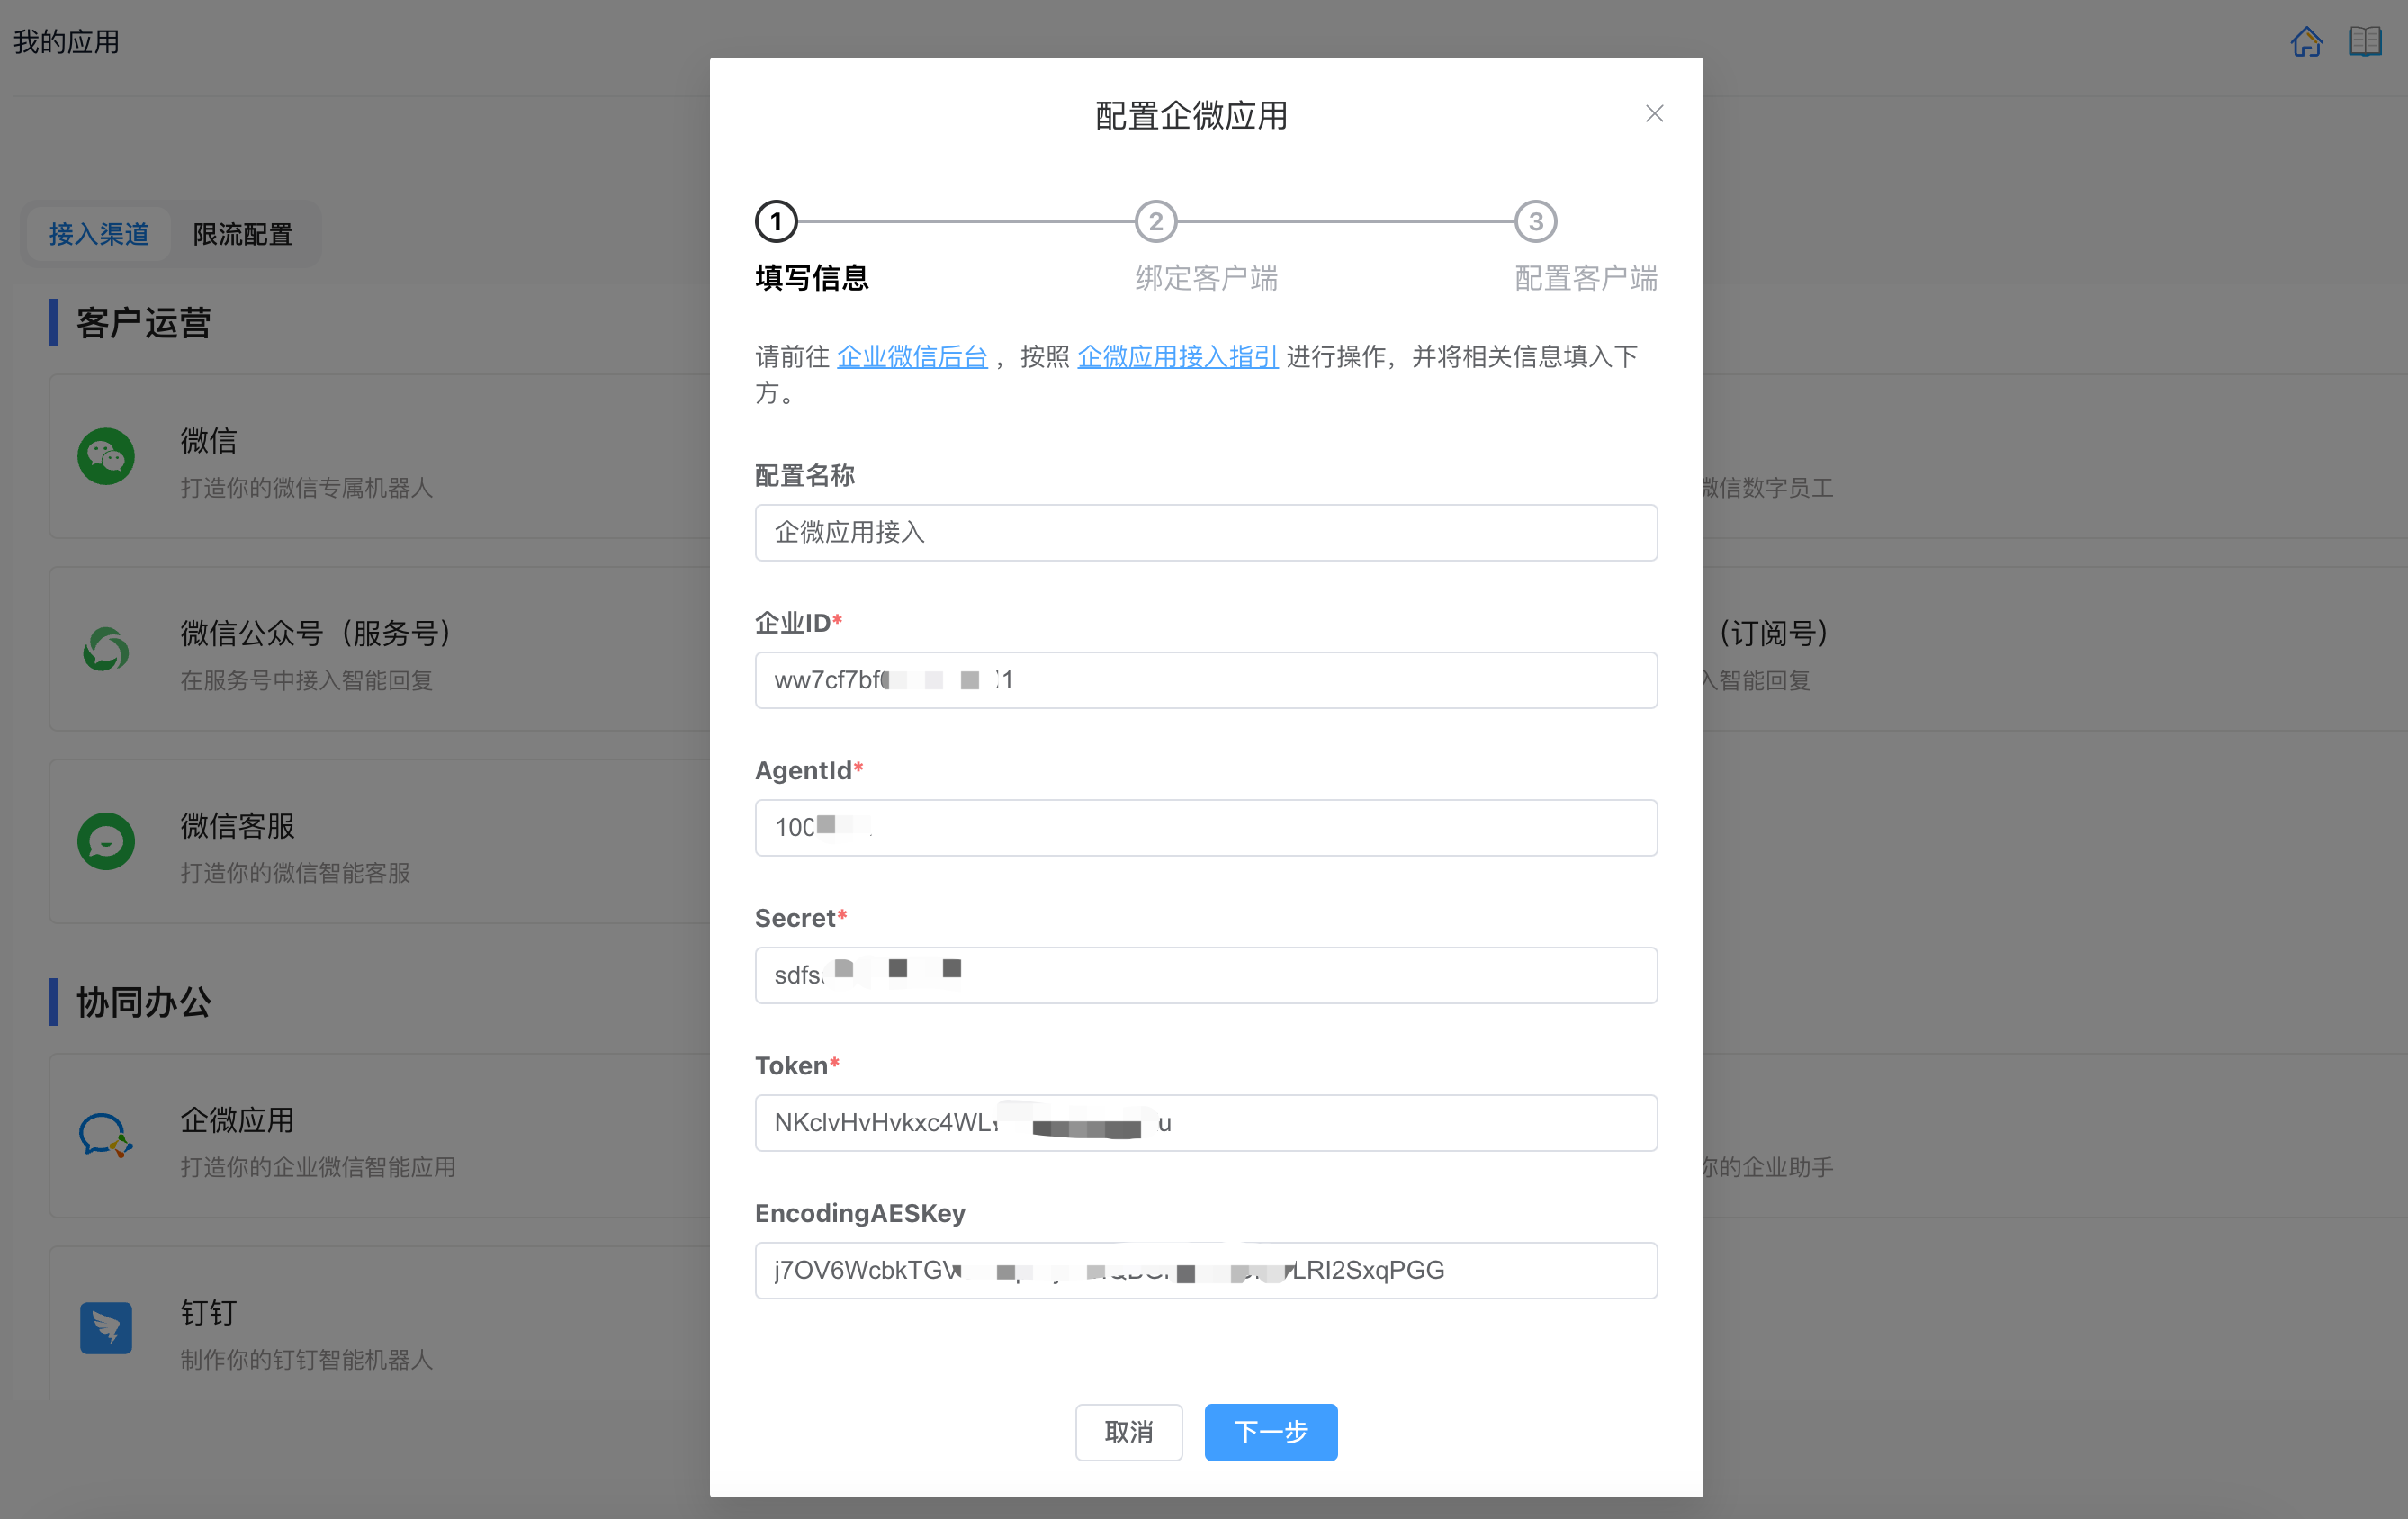 我的应用
接入渠道 限流配置
客户运营
微信
打造你的微信专属机器人
微信公众号（服务号）
在服务号中接入智能回复
微信客服
打造你的微信智能客服
协同办公
企微应用
打造你的企业微信智能应用
钉钉
制作你的钉钉智能机器人
配置企微应用
1 2 3
填写信息 绑定客户端 配置客户端
请前往 企业微信后台 ，按照 企微应用接入指引 进行操作，并将相关信息填入下
方。
配置名称
企微应用接入
企业ID*
ww7cf7bf 1
AgentId*
100
Secret*
sdfs
Token*
NKclvHvHvkxc4WL u
EncodingAESKey
j7OV6WcbkTGV LRI2SxqPGG
取消 下一步
微信数字员工
（订阅号）
入智能回复
你的企业助手